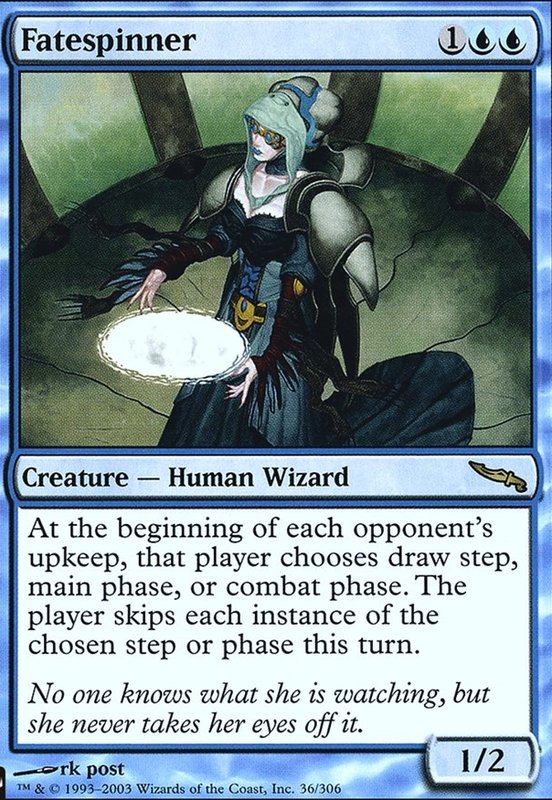 Fatespinner 1
Creature — Human Wizard
At the beginning of each opponent's
upkeep, that player chooses draw step,
main phase, or combat phase. The
player skips each instance of the
chosen step or phase this turn.
No one knows what she is watching, but
she never takes her eyes off it.
1/2
rk post
™ & © 1993–2003 Wizards of the Coast, Inc. 36/306